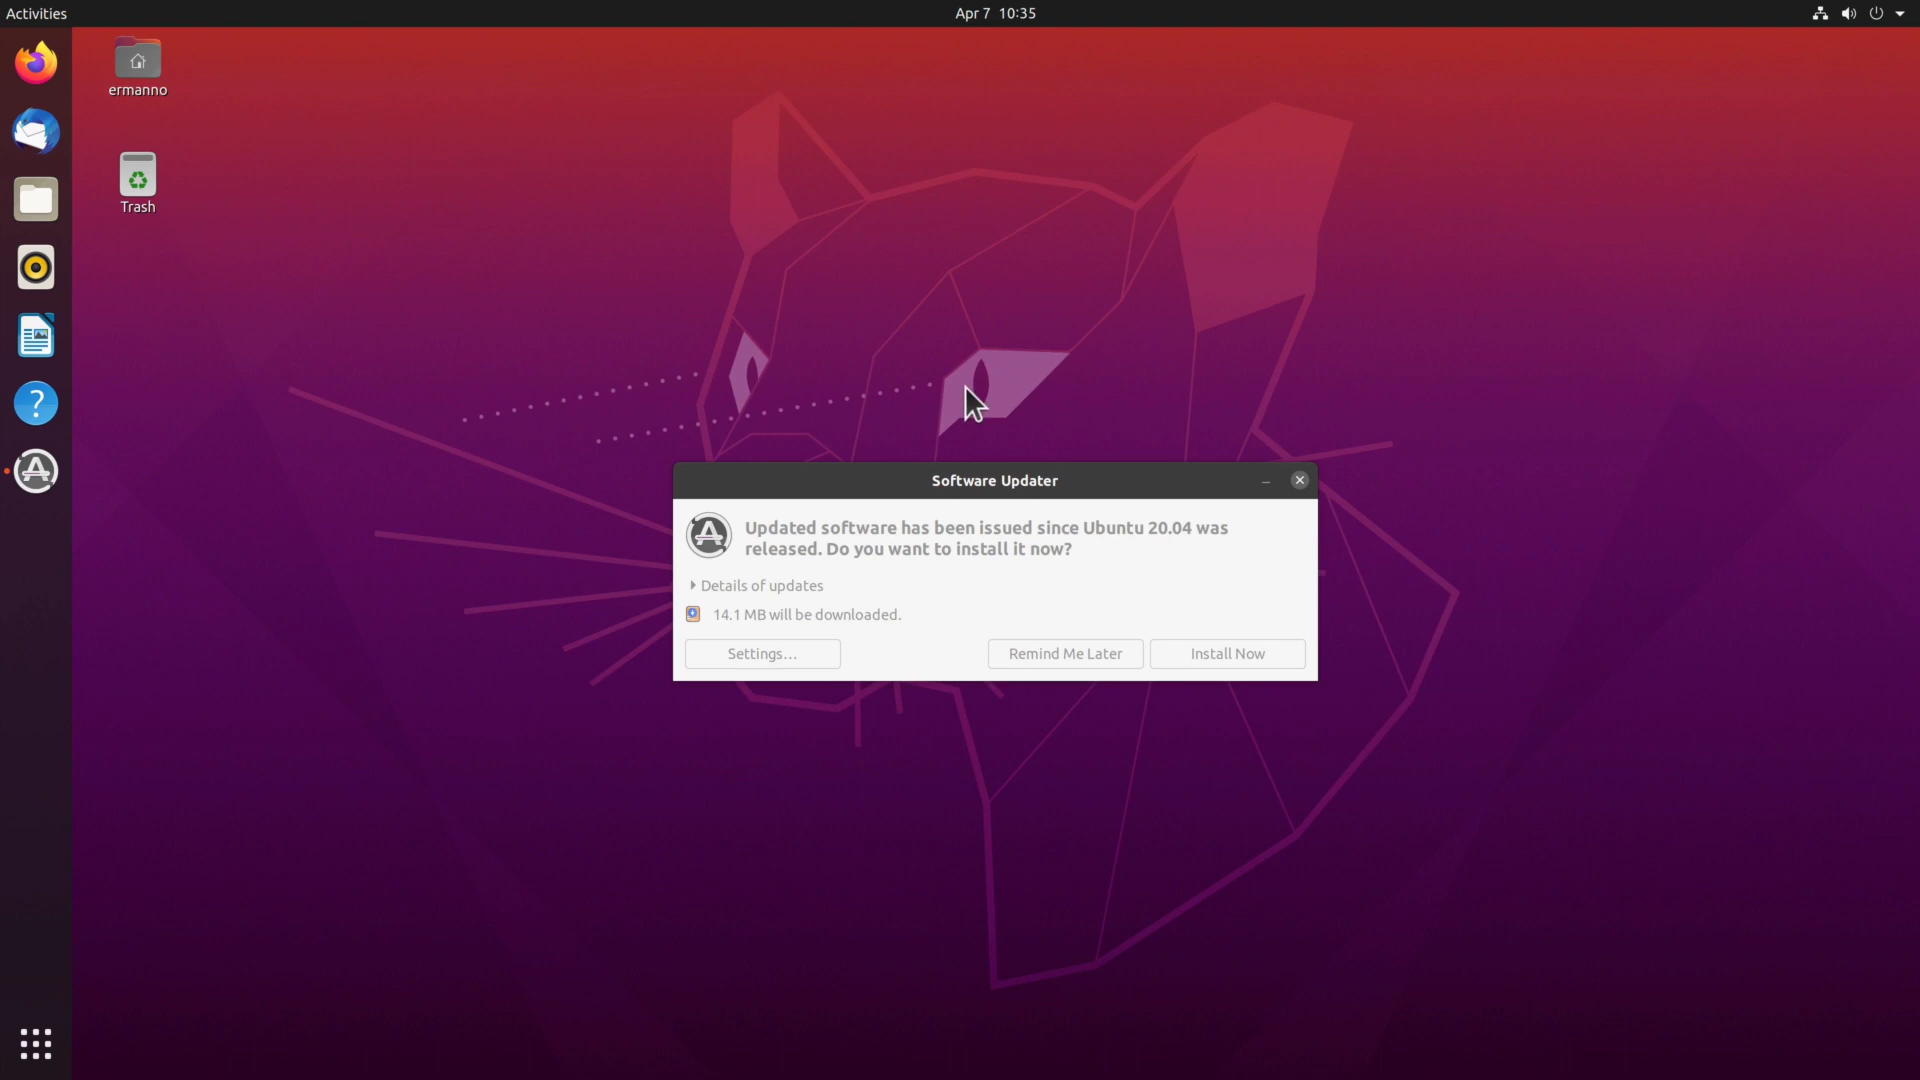 Activities
Apr 7 10:35
ermanno
Trash
Software Updater
Updated software has been issued since Ubuntu 20.04 was
released. Do you want to install it now?
Details of updates
14.1 MB will be downloaded.
Settings...
Remind Me Later
Install Now